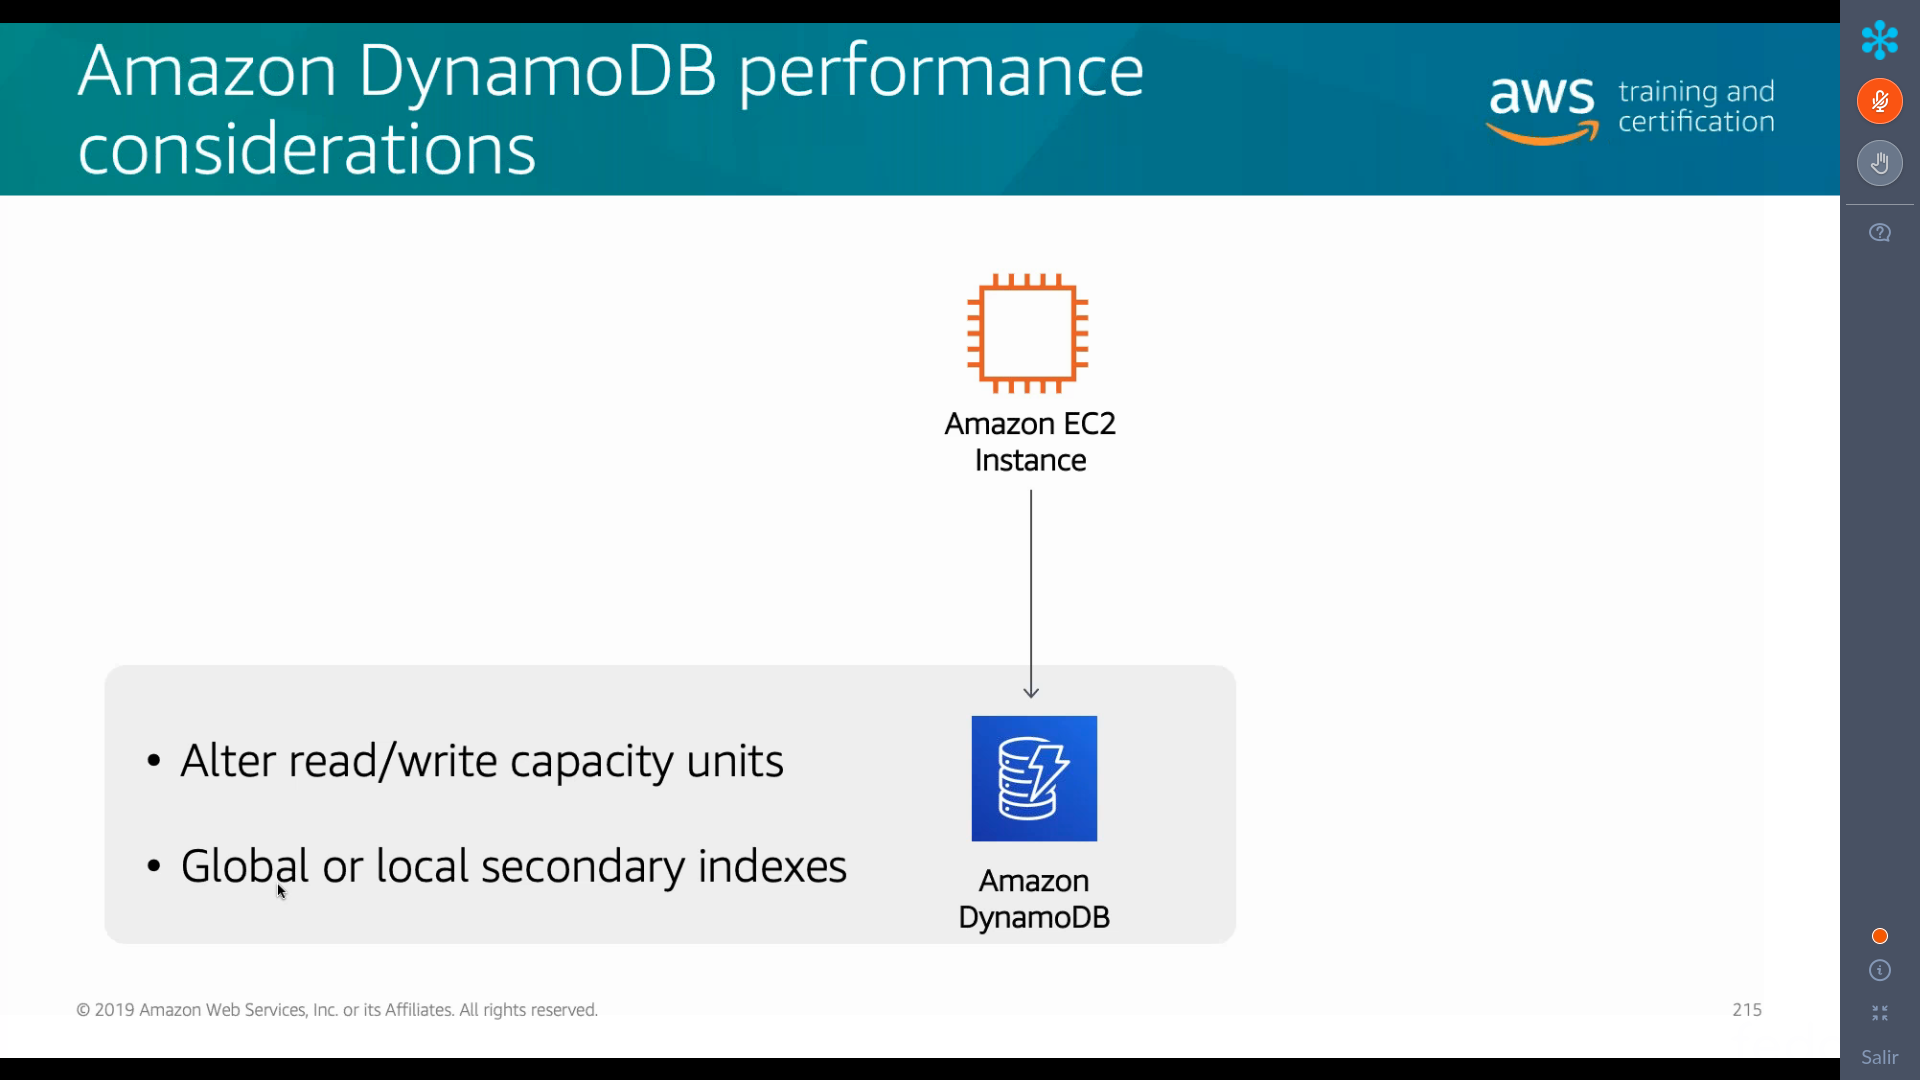 Amazon DynamoDB performance
considerations
aws
training and
certification
Amazon EC2
Instance
• Alter read/write capacity units
• Global or local secondary indexes
Amazon
DynamoDB
© 2019 Amazon Web Services, Inc. or its Affiliates. All rights reserved.
215
Salir